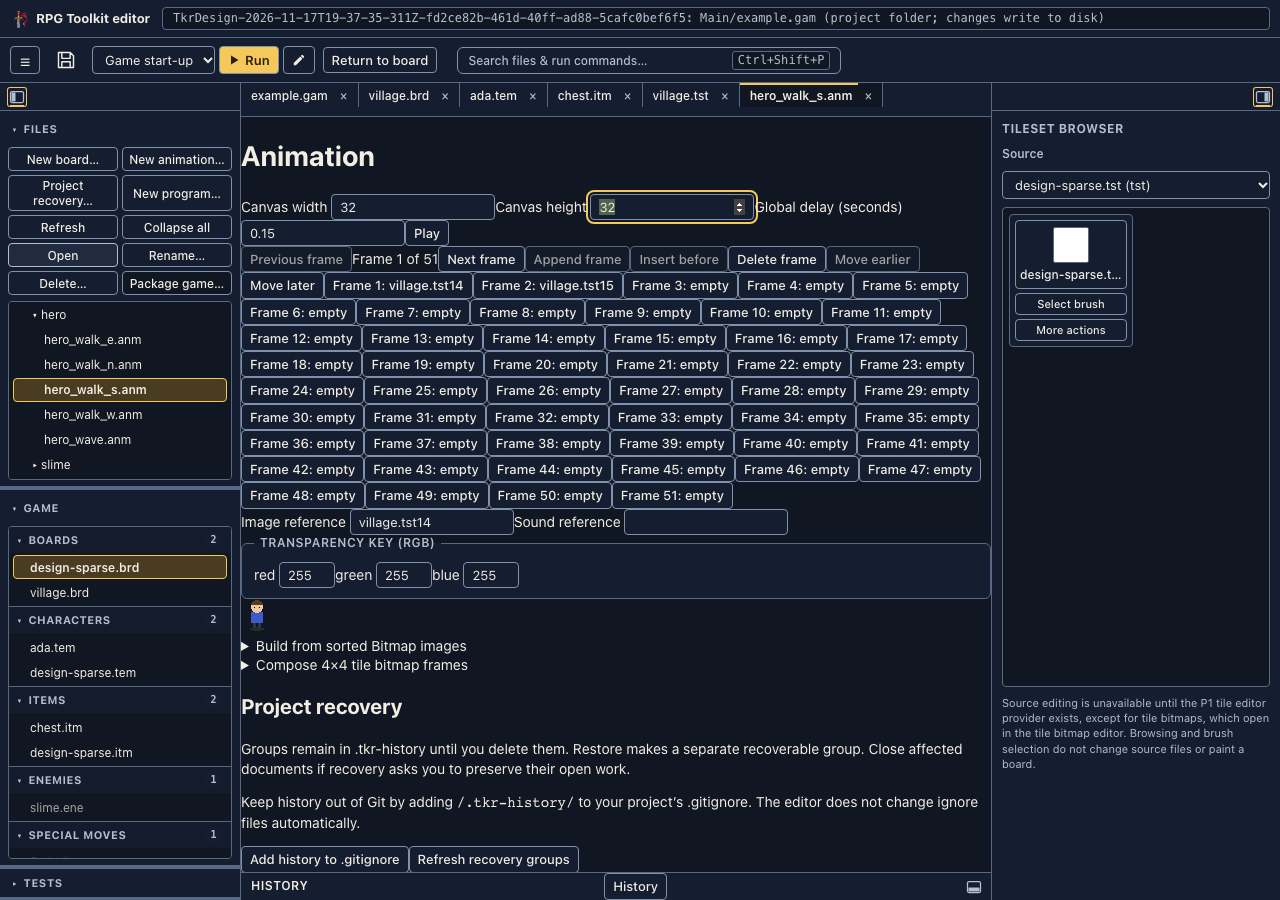 RPG Toolkit editor
TkrDesign-2026-11-17T19-37-35-311Z-fd2ce82b-461d-40ff-ad88-5cafc0bef6f5: Main/example.gam (project folder; changes write to disk)
Game start-up
Run
Return to board
Search files & run commands... Ctrl+Shift+P
FILES
New board... New animation...
Project recovery... New program...
Refresh Collapse all
Open Rename...
Delete... Package game...
hero
hero_walk_e.anm
hero_walk_n.anm
hero_walk_s.anm
hero_walk_w.anm
hero_wave.anm
slime
GAME
BOARDS 2
design-sparse.brd
village.brd
CHARACTERS 2
ada.tem
design-sparse.tem
ITEMS 2
chest.itm
design-sparse.itm
ENEMIES 1
slime.ene
SPECIAL MOVES 1
TESTS
example.gam × village.brd × ada.tem × chest.itm × village.tst × hero_walk_s.anm ×
Animation
Canvas width 32 Canvas height 32 Global delay (seconds)
0.15 Play
Previous frame Frame 1 of 51 Next frame Append frame Insert before Delete frame Move earlier
Move later Frame 1: village.tst14 Frame 2: village.tst15 Frame 3: empty Frame 4: empty Frame 5: empty
Frame 6: empty Frame 7: empty Frame 8: empty Frame 9: empty Frame 10: empty Frame 11: empty
Frame 12: empty Frame 13: empty Frame 14: empty Frame 15: empty Frame 16: empty Frame 17: empty
Frame 18: empty Frame 19: empty Frame 20: empty Frame 21: empty Frame 22: empty Frame 23: empty
Frame 24: empty Frame 25: empty Frame 26: empty Frame 27: empty Frame 28: empty Frame 29: empty
Frame 30: empty Frame 31: empty Frame 32: empty Frame 33: empty Frame 34: empty Frame 35: empty
Frame 36: empty Frame 37: empty Frame 38: empty Frame 39: empty Frame 40: empty Frame 41: empty
Frame 42: empty Frame 43: empty Frame 44: empty Frame 45: empty Frame 46: empty Frame 47: empty
Frame 48: empty Frame 49: empty Frame 50: empty Frame 51: empty
Image reference village.tst14 Sound reference
TRANSPARENCY KEY (RGB)
red 255 green 255 blue 255
Build from sorted Bitmap images
Compose 4×4 tile bitmap frames
Project recovery
Groups remain in .tkr-history until you delete them. Restore makes a separate recoverable group. Close affected
documents if recovery asks you to preserve their open work.
Keep history out of Git by adding /.tkr-history/ to your project's .gitignore. The editor does not change ignore
files automatically.
Add history to .gitignore Refresh recovery groups
HISTORY History
TILESET BROWSER
Source
design-sparse.tst (tst)
design-sparse.t...
Select brush
More actions
Source editing is unavailable until the P1 tile editor
provider exists, except for tile bitmaps, which open
in the tile bitmap editor. Browsing and brush
selection do not change source files or paint a
board.